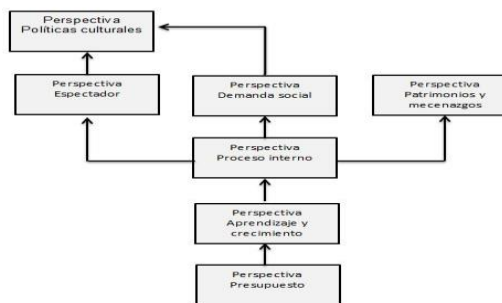 Perspectiva
Políticas culturales
Perspectiva
Espectador
Perspectiva
Demanda social
Perspectiva
Patrimonios y
mecenazgos
Perspectiva
Proceso interno
Perspectiva
Aprendizaje y
crecimiento
Perspectiva
Presupuesto